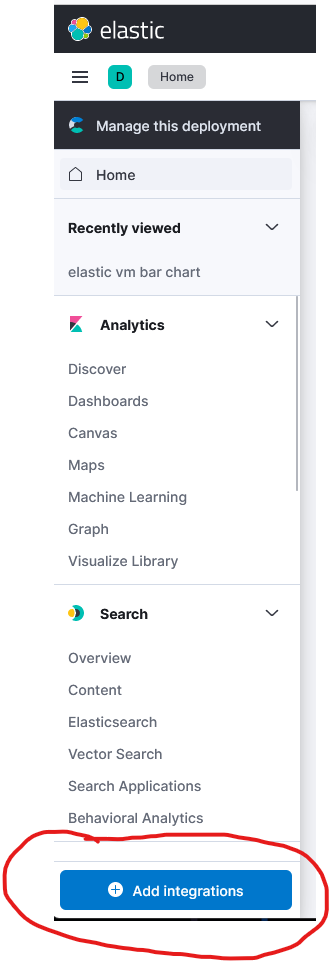 elastic
D Home
Manage this deployment
Home
Recently viewed
elastic vm bar chart
Analytics
Discover
Dashboards
Canvas
Maps
Machine Learning
Graph
Visualize Library
Search
Overview
Content
Elasticsearch
Vector Search
Search Applications
Behavioral Analytics
Add integrations